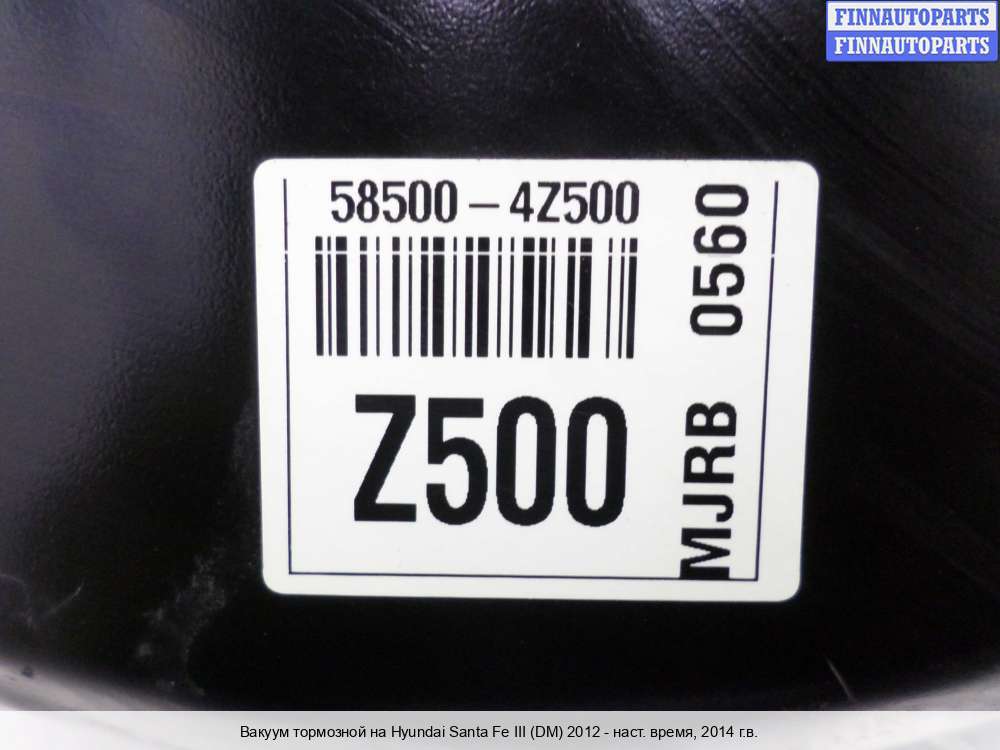 FINNAUTOPARTS
FINNAUTOPARTS
58500-4Z500
Z500
MJRB 0560
Вакуум тормозной на Hyundai Santa Fe III (DM) 2012 - наст. время, 2014 г.в.